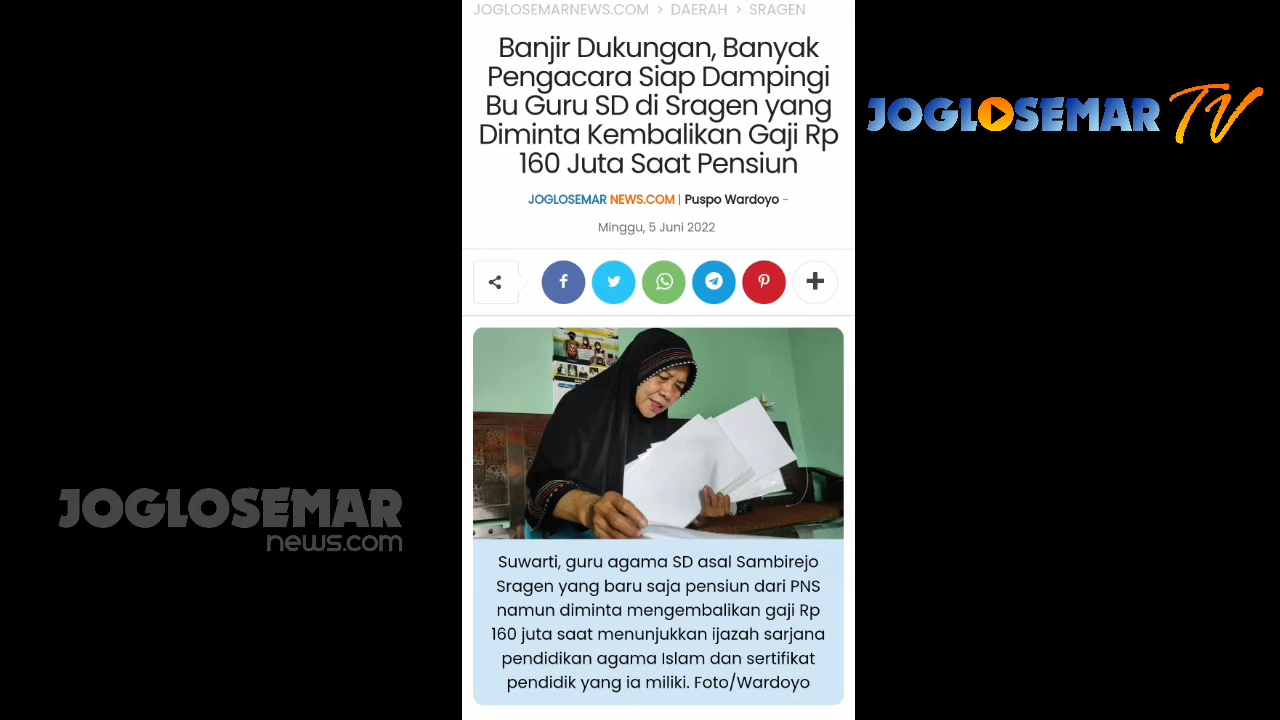 JOGLOSEMARNEWS.COM > DAERAH > SRAGEN
Banjir Dukungan, Banyak
Pengacara Siap Dampingi
Bu Guru SD di Sragen yang
Diminta Kembalikan Gaji Rp
160 Juta Saat Pensiun
JOGLOSEMAR NEWS.COM | Puspo Wardoyo -
Minggu, 5 Juni 2022
JOGLOSEMAR TV
JOGLOSEMAR
news.com
Suwarti, guru agama SD asal Sambirejo
Sragen yang baru saja pensiun dari PNS
namun diminta mengembalikan gaji Rp
160 juta saat menunjukkan ijazah sarjana
pendidikan agama Islam dan sertifikat
pendidik yang ia miliki. Foto/Wardoyo